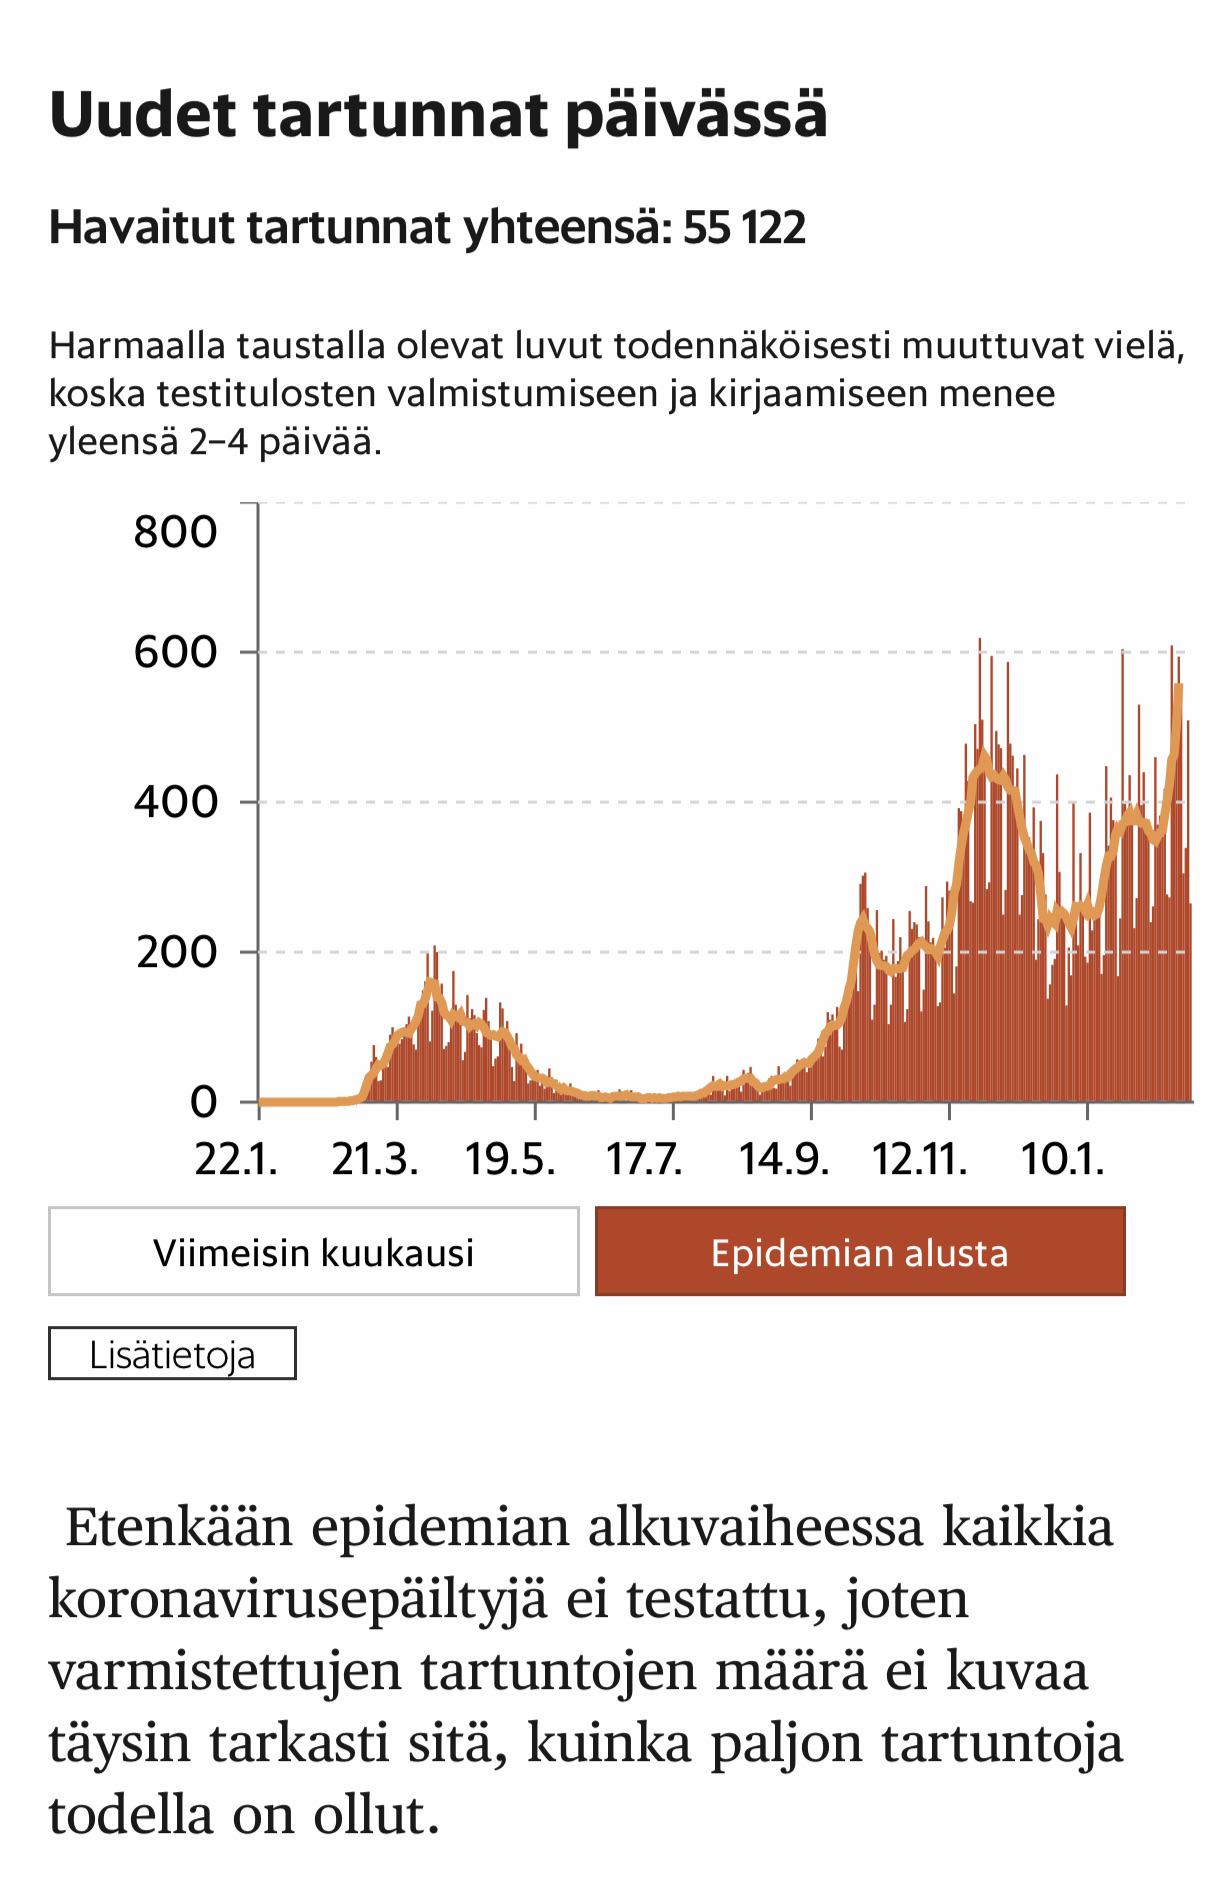 Uudet tartunnat päivässä
Havaitut tartunnat yhteensä: 55 122
Harmaalla taustalla olevat luvut todennäköisesti muuttuvat vielä,
koska testitulosten valmistumiseen ja kirjaamiseen menee
yleensä 2–4 päivää.
800
600
400
200
0
22.1. 21.3. 19.5. 17.7. 14.9. 12.11. 10.1.
Viimeisin kuukausi Epidemian alusta
Lisätietoja
Etenkään epidemian alkuvaiheessa kaikkia
koronavirusepäiltyjä ei testattu, joten
varmistettujen tartuntojen määrä ei kuvaa
täysin tarkasti sitä, kuinka paljon tartuntoja
todella on ollut.